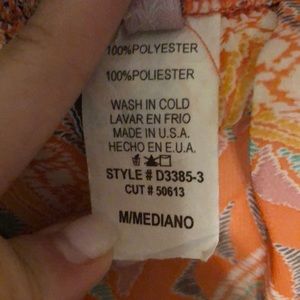 100%POLYESTER
100%POLIESTER
WASH IN COLD
LAVAR EN FRIO
MADE IN U.S.A.
HECHO EN E.U.A.
STYLE # D3385-3
CUT # 50613
M/MEDIANO